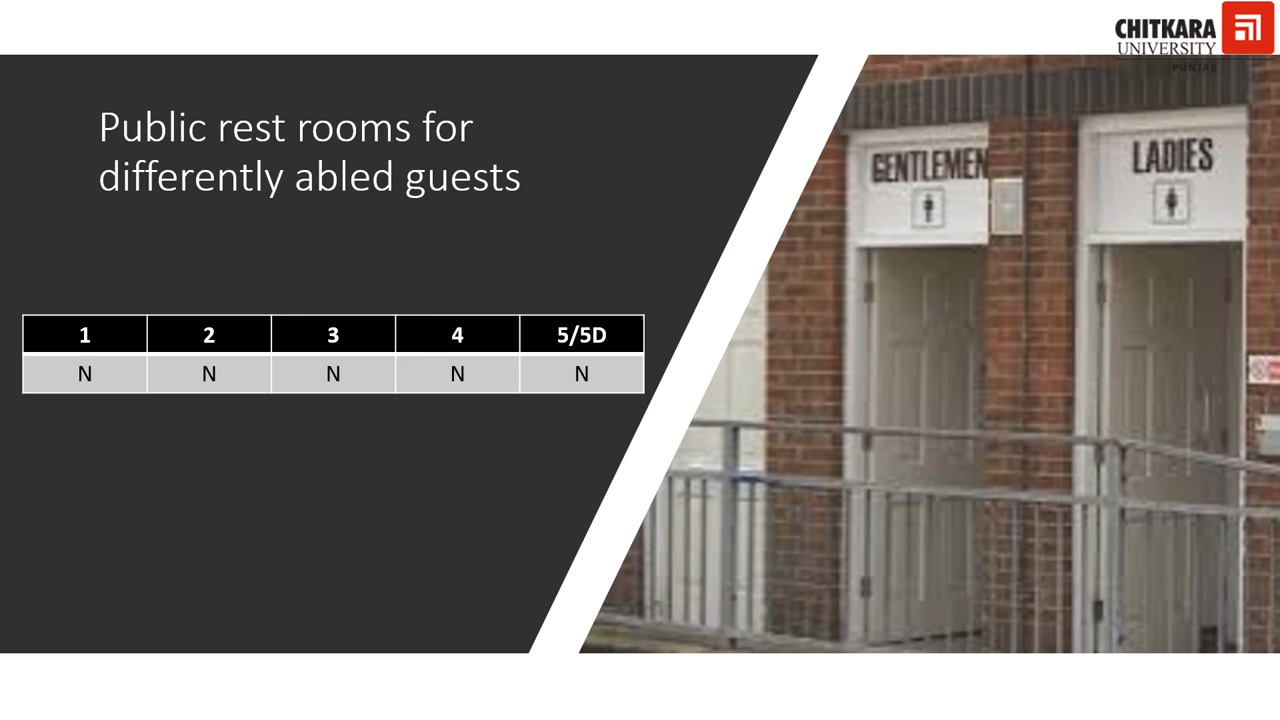 CHITKARA
UNIVERSITY
PUNJAB
Public rest rooms for
differently abled guests
1 2 3 4 5/5D
N N N N N
GENTLEMEN
LADIES